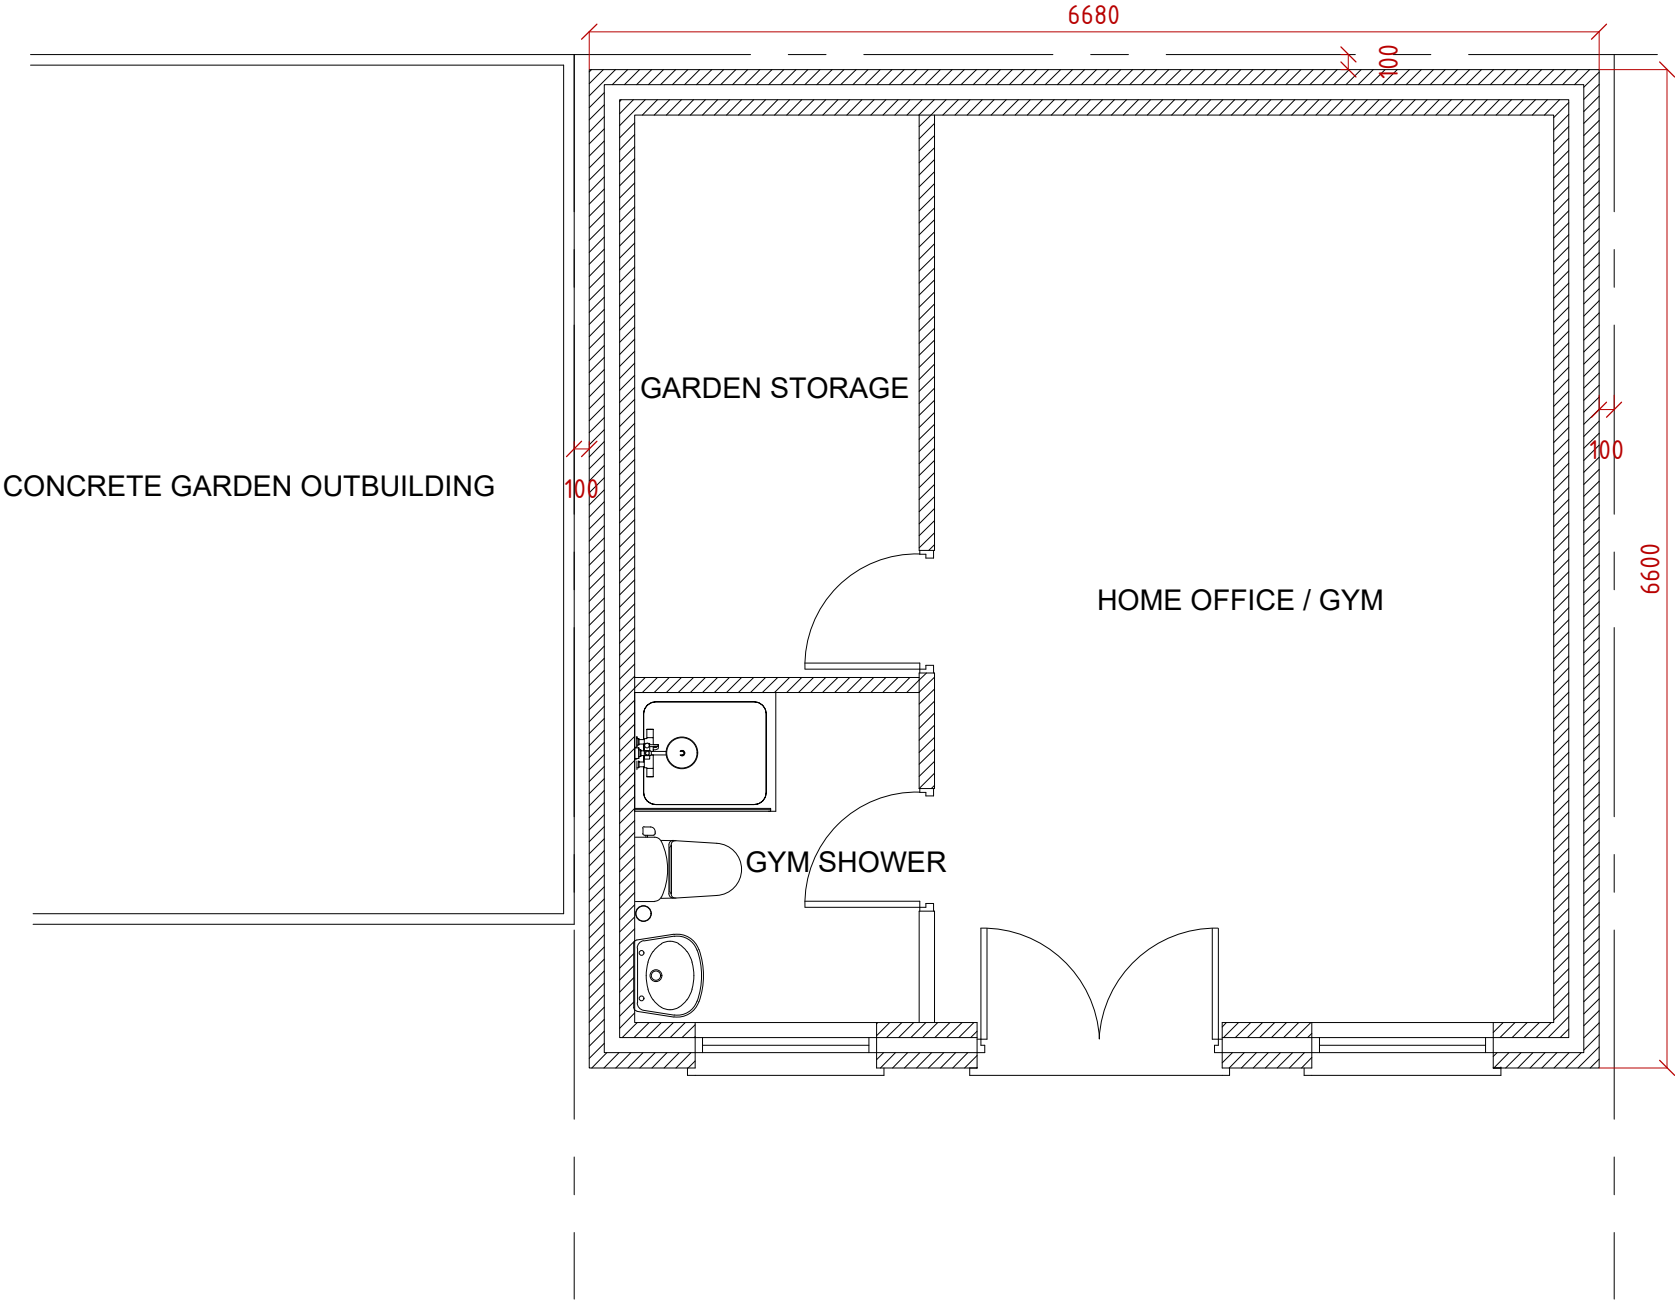 6680
100
GARDEN STORAGE
100
CONCRETE GARDEN OUTBUILDING
100
6600
HOME OFFICE / GYM
GYM SHOWER